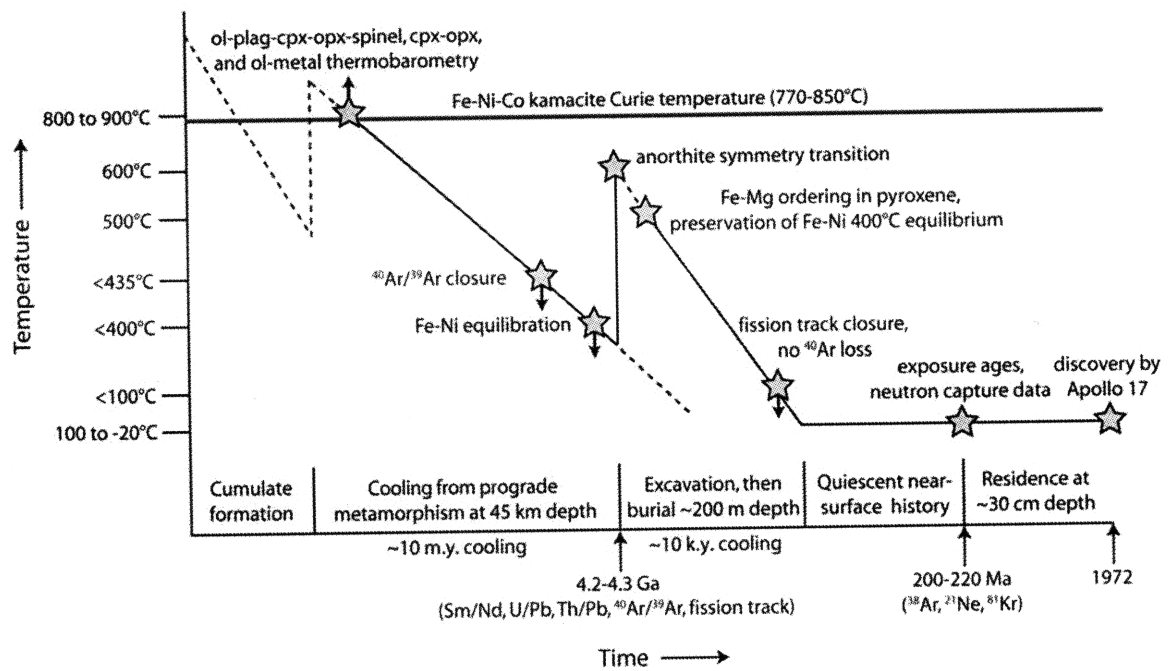 ol-plag-cpx-opx-spinel, cpx-opx,
and ol-metal thermobarometry
Fe-Ni-Co kamacite Curie temperature (770-850°C)
800 to 900°C
anorthite symmetry transition
600°C
Fe-Mg ordering in pyroxene,
preservation of Fe-Ni 400°C equilibrium
500°C
Temperature
⁴⁰Ar/³⁹Ar closure
<435°C
Fe-Ni equilibration
<400°C
fission track closure,
no ⁴⁰Ar loss
exposure ages,
neutron capture data
discovery by
Apollo 17
<100°C
100 to -20°C
Cumulate
formation
Cooling from prograde
metamorphism at 45 km depth
Excavation, then
burial ~200 m depth
Quiescent near-
surface history
Residence at
~30 cm depth
~10 m.y. cooling
~10 k.y. cooling
4.2-4.3 Ga
(Sm/Nd, U/Pb, Th/Pb, ⁴⁰Ar/³⁹Ar, fission track)
200-220 Ma
(³⁸Ar, ²¹Ne, ⁸¹Kr)
1972
Time